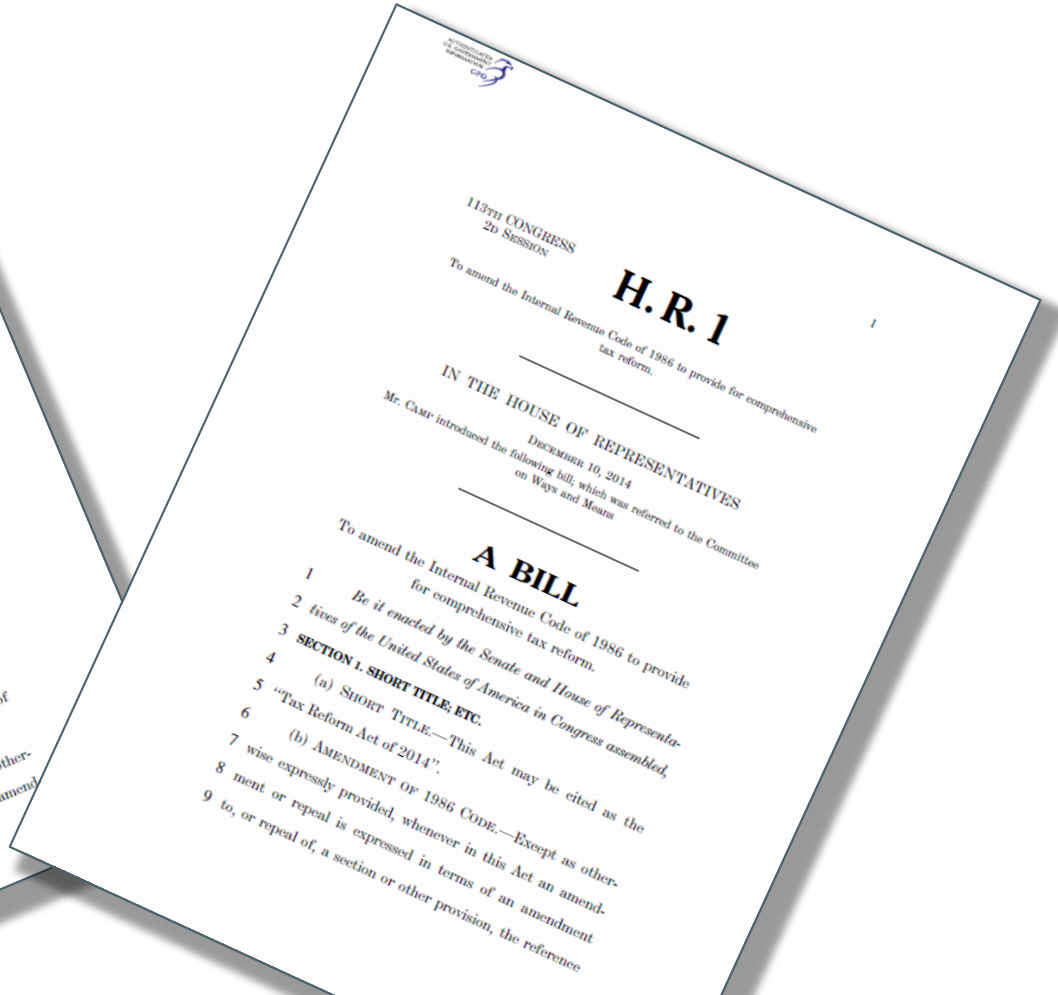 AUTHENTICATED
U.S. GOVERNMENT
INFORMATION
GPO
I
113TH CONGRESS
2D SESSION
H. R. 1
To amend the Internal Revenue Code of 1986 to provide for comprehensive
tax reform.
IN THE HOUSE OF REPRESENTATIVES
DECEMBER 10, 2014
Mr. CAMP introduced the following bill; which was referred to the Committee
on Ways and Means
A BILL
To amend the Internal Revenue Code of 1986 to provide
for comprehensive tax reform.
1 Be it enacted by the Senate and House of Representa-
2 tives of the United States of America in Congress assembled,
3 SECTION 1. SHORT TITLE; ETC.
4 (a) SHORT TITLE.—This Act may be cited as the
5 “Tax Reform Act of 2014”.
6 (b) AMENDMENT OF 1986 CODE.—Except as other-
7 wise expressly provided, whenever in this Act an amend-
8 ment or repeal is expressed in terms of an amendment
9 to, or repeal of, a section or other provision, the reference
of
other-
amend